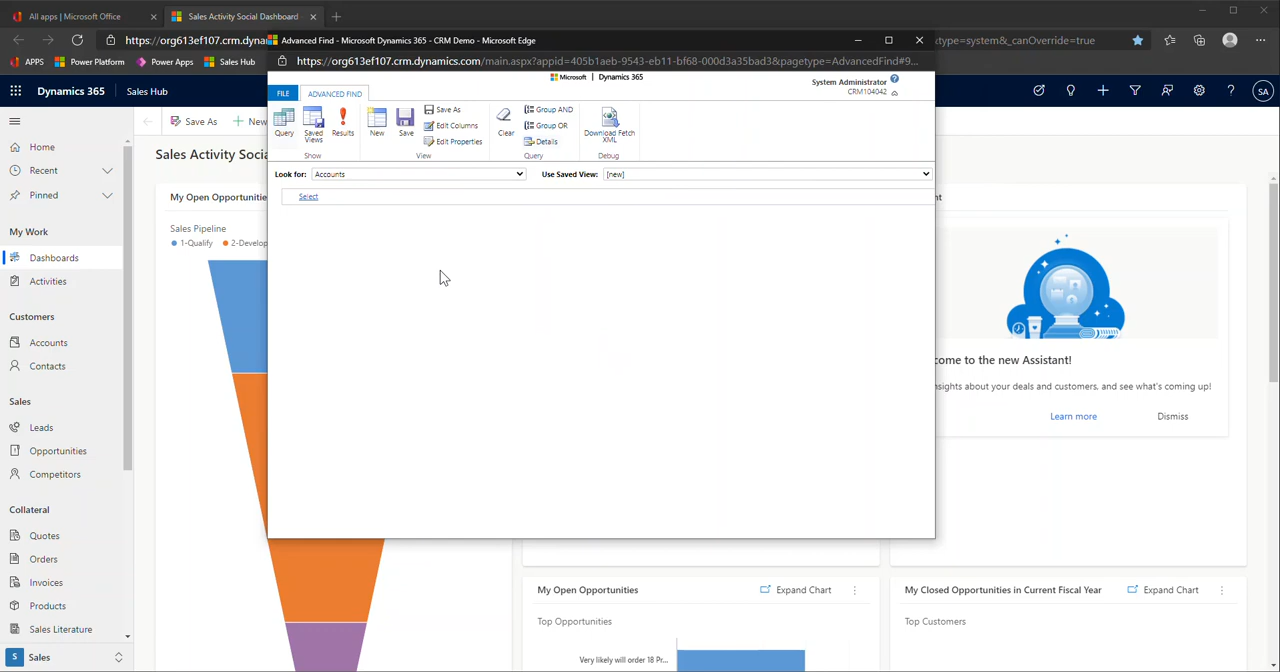 All apps | Microsoft Office
Sales Activity Social Dashboard
https://org613ef107.crm.dyna
Advanced Find - Microsoft Dynamics 365 - CRM Demo - Microsoft Edge
type=system&_canOverride=true
APPS
Power Platform
Power Apps
Sales Hub
https://org613ef107.crm.dynamics.com/main.aspx?appid=405b1aeb-9543-eb11-bf68-000d3a35bad3&pagetype=AdvancedFind#9...
Microsoft | Dynamics 365
System Administrator
CRM104042
Dynamics 365
Sales Hub
SA
FILE
ADVANCED FIND
Query
Saved Views
Results
Show
New
Save
Save As
Edit Columns
Edit Properties
View
Clear
Group AND
Group OR
Details
Query
Download Fetch XML
Debug
Look for:
Accounts
Use Saved View:
[new]
Select
Save As
New
Sales Activity Socia
My Open Opportunities
Sales Pipeline
1-Qualify
2-Develop
Home
Recent
Pinned
My Work
Dashboards
Activities
Customers
Accounts
Contacts
Sales
Leads
Opportunities
Competitors
Collateral
Quotes
Orders
Invoices
Products
Sales Literature
S
Sales
nt
come to the new Assistant!
nsights about your deals and customers, and see what's coming up!
Learn more
Dismiss
My Open Opportunities
Expand Chart
Top Opportunities
Very likely will order 18 Pr...
My Closed Opportunities in Current Fiscal Year
Expand Chart
Top Customers